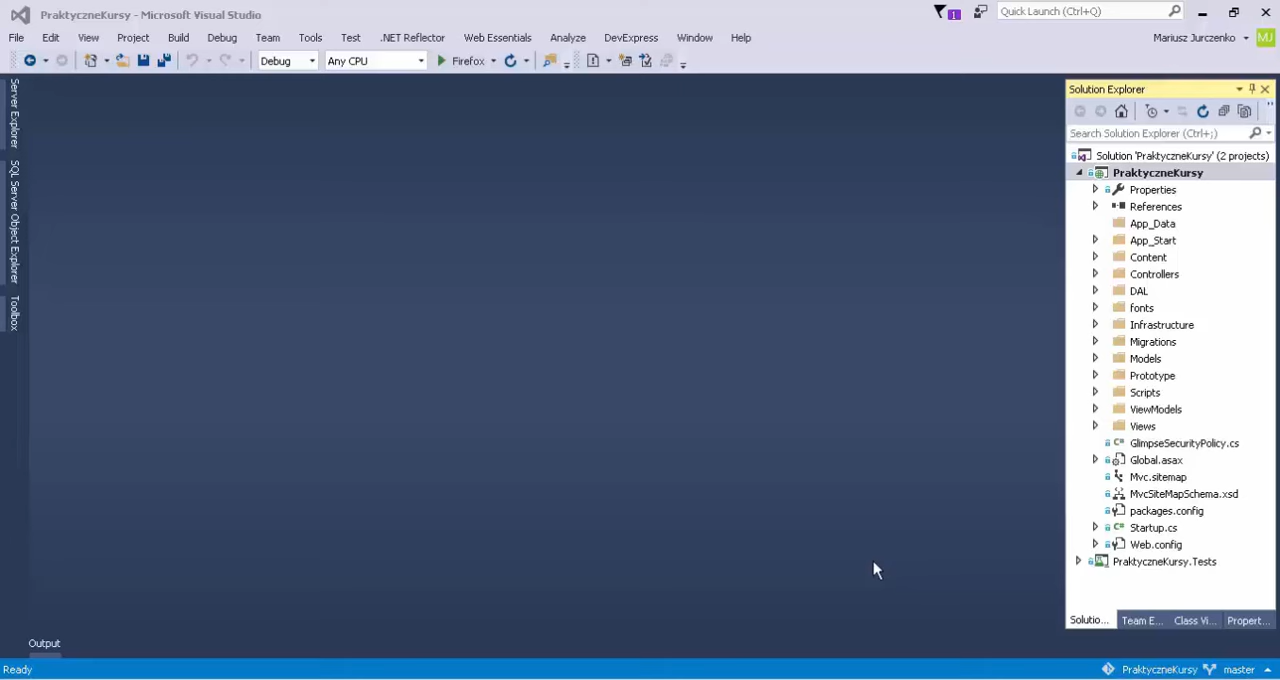 PraktyczneKursy - Microsoft Visual Studio
1
Quick Launch (Ctrl+Q)
File Edit View Project Build Debug Team Tools Test .NET Reflector Web Essentials Analyze DevExpress Window Help
Mariusz Jurczenko MJ
Debug Any CPU Firefox
Server Explorer
SQL Server Object Explorer
Toolbox
Solution Explorer
Search Solution Explorer (Ctrl+;)
Solution 'PraktyczneKursy' (2 projects)
PraktyczneKursy
Properties
References
App_Data
App_Start
Content
Controllers
DAL
fonts
Infrastructure
Migrations
Models
Prototype
Scripts
ViewModels
Views
GlimpseSecurityPolicy.cs
Global.asax
Mvc.sitemap
MvcSiteMapSchema.xsd
packages.config
Startup.cs
Web.config
PraktyczneKursy.Tests
Solutio... Team E... Class Vi... Propert...
Output
Ready
PraktyczneKursy master